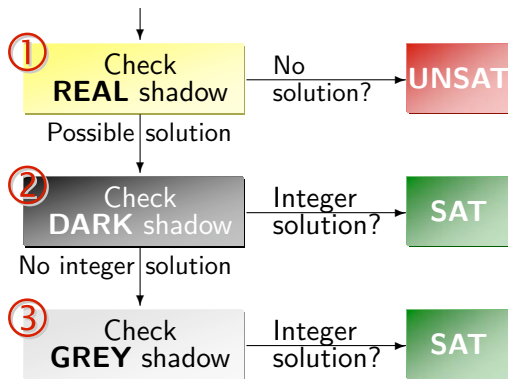 ①
Check
REAL shadow
No
solution?
UNSAT
Possible solution
②
Check
DARK shadow
Integer
solution?
SAT
No integer solution
③
Check
GREY shadow
Integer
solution?
SAT